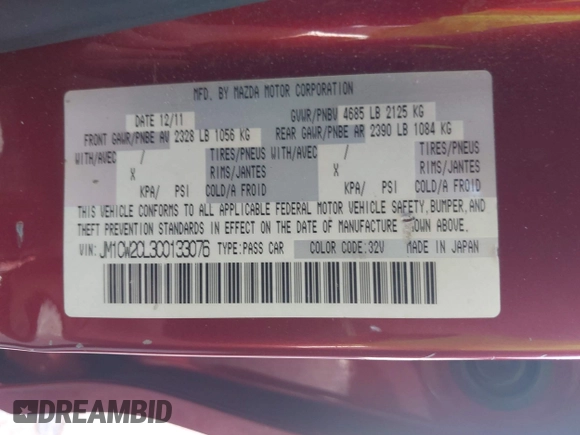 MFD. BY MAZDA MOTOR CORPORATION
DATE 12/11 GVWR/PNBV 4685 LB 2125 KG
FRONT GAWR/PNBE AV 2328 LB 1056 KG REAR GAWR/PNBE AR 2390 LB 1084 KG
WITH/AVEC / TIRES/PNEUS WITH/AVEC / TIRES/PNEUS
X RIMS/JANTES X RIMS/JANTES
KPA/ PSI COLD/A FROID KPA/ PSI COLD/A FROID
THIS VEHICLE CONFORMS TO ALL APPLICABLE FEDERAL MOTOR VEHICLE SAFETY, BUMPER, AND
THEFT PREVENTION STANDARDS IN EFFECT ON THE DATE OF MANUFACTURE SHOWN ABOVE.
JM1CW2CL3C0133076 TYPE:PASS CAR COLOR CODE:32V MADE IN JAPAN
DREAMBID